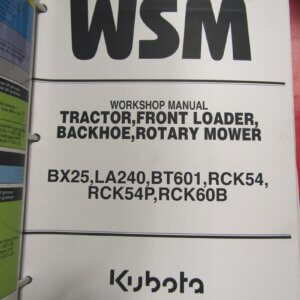 WSM
WORKSHOP MANUAL
TRACTOR,FRONT LOADER,
BACKHOE,ROTARY MOWER
BX25,LA240,BT601,RCK54,
RCK54P,RCK60B
Kubota